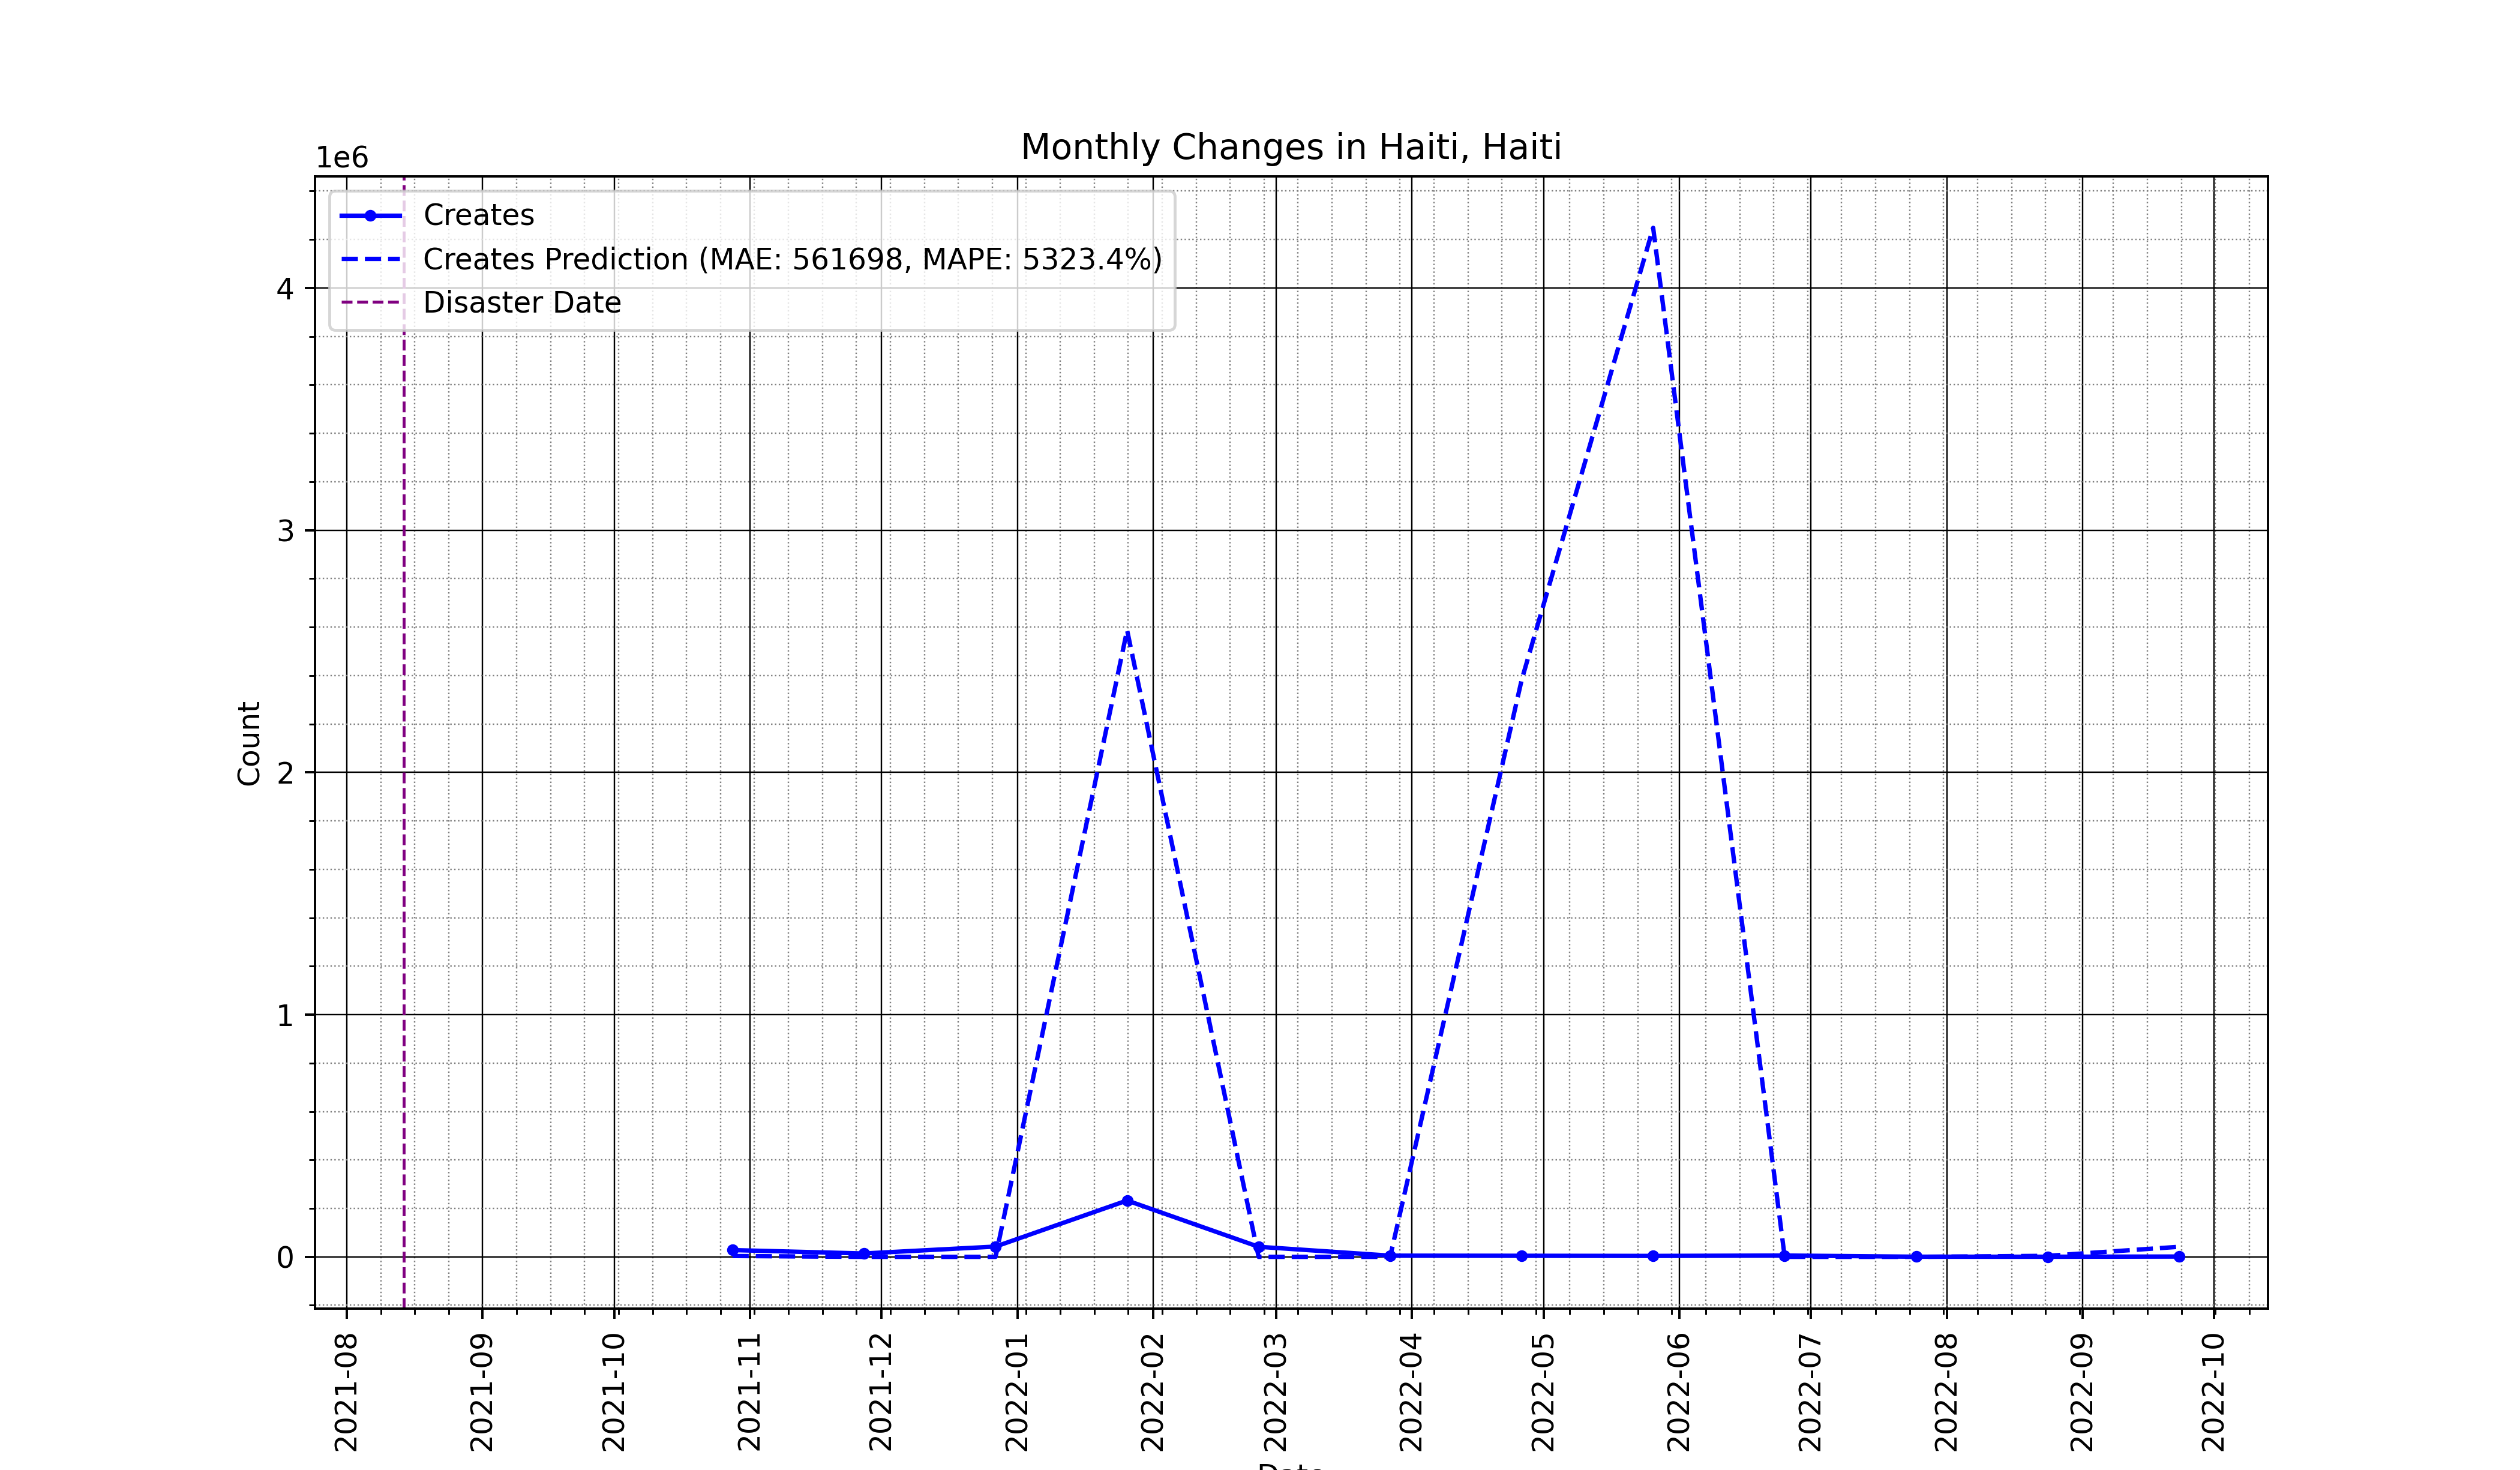 Monthly Changes in Haiti, Haiti
1e6
Creates
Creates Prediction (MAE: 561698, MAPE: 5323.4%)
Disaster Date
4
3
2
1
0
Count
2021-08
2021-09
2021-10
2021-11
2021-12
2022-01
2022-02
2022-03
2022-04
2022-05
2022-06
2022-07
2022-08
2022-09
2022-10
Date